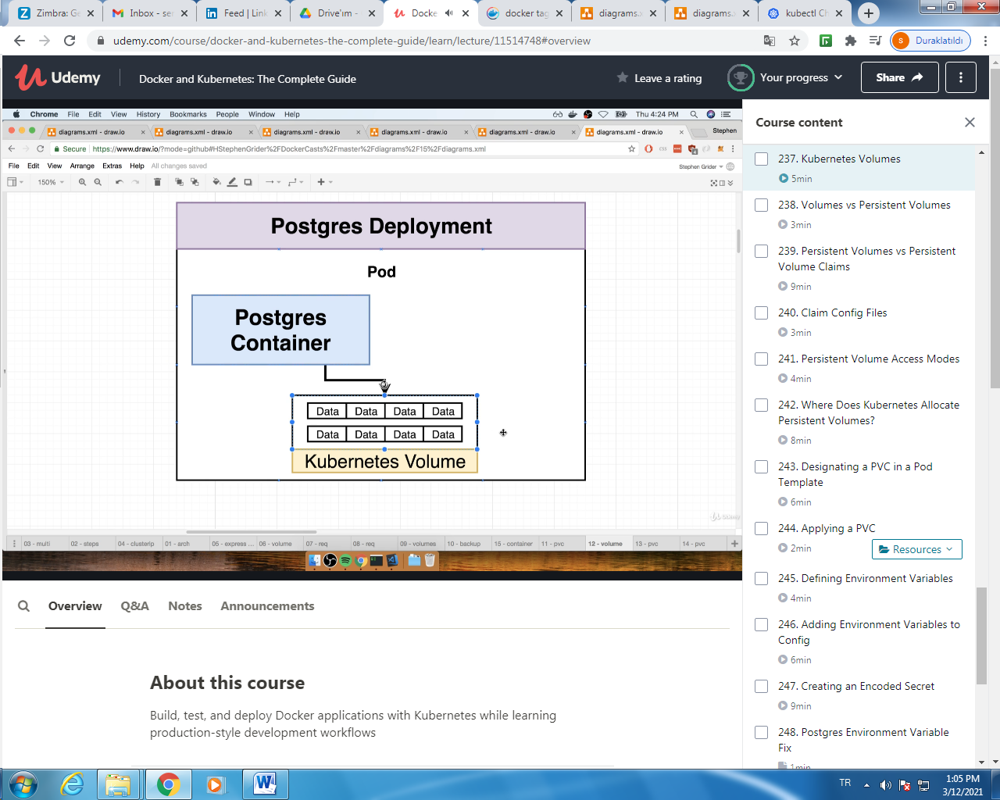 Zimbra: Ge
Inbox - ser
Feed | Link
Drive'ım -
Docke
docker tag
diagrams.x
diagrams.x
kubectl Ch
udemy.com/course/docker-and-kubernetes-the-complete-guide/learn/lecture/11514748#overview
s
Duraklatıldı
Udemy
Docker and Kubernetes: The Complete Guide
Leave a rating
Your progress
Share
Chrome File Edit View History Bookmarks People Window Help
Thu 4:24 PM
diagrams.xml - draw.io
diagrams.xml - draw.io
diagrams.xml - draw.io
diagrams.xml - draw.io
diagrams.xml - draw.io
diagrams.xml - draw.io
Stephen
Secure https://www.draw.io/?mode=github#HStephenGrider%2FDockerCasts%2Fmaster%2Fdiagrams%2F15%2Fdiagrams.xml
File Edit View Arrange Extras Help All changes saved
Stephen Grider
150%
Postgres Deployment
Pod
Postgres
Container
Data Data Data Data
Data Data Data Data
Kubernetes Volume
Udemy
03 - multi 02 - steps 04 - clusterip 01 - arch 05 - express ... 06 - volume 07 - req 08 - req 09 - volumes 10 - backup 15 - container 11 - pvc 12 - volume 13 - pvc 14 - pvc
Course content
237. Kubernetes Volumes
5min
238. Volumes vs Persistent Volumes
3min
239. Persistent Volumes vs Persistent
Volume Claims
9min
240. Claim Config Files
3min
241. Persistent Volume Access Modes
4min
242. Where Does Kubernetes Allocate
Persistent Volumes?
8min
243. Designating a PVC in a Pod
Template
6min
244. Applying a PVC
2min
Resources
245. Defining Environment Variables
4min
246. Adding Environment Variables to
Config
6min
247. Creating an Encoded Secret
9min
248. Postgres Environment Variable
Fix
1min
Overview Q&A Notes Announcements
About this course
Build, test, and deploy Docker applications with Kubernetes while learning
production-style development workflows
TR
1:05 PM
3/12/2021